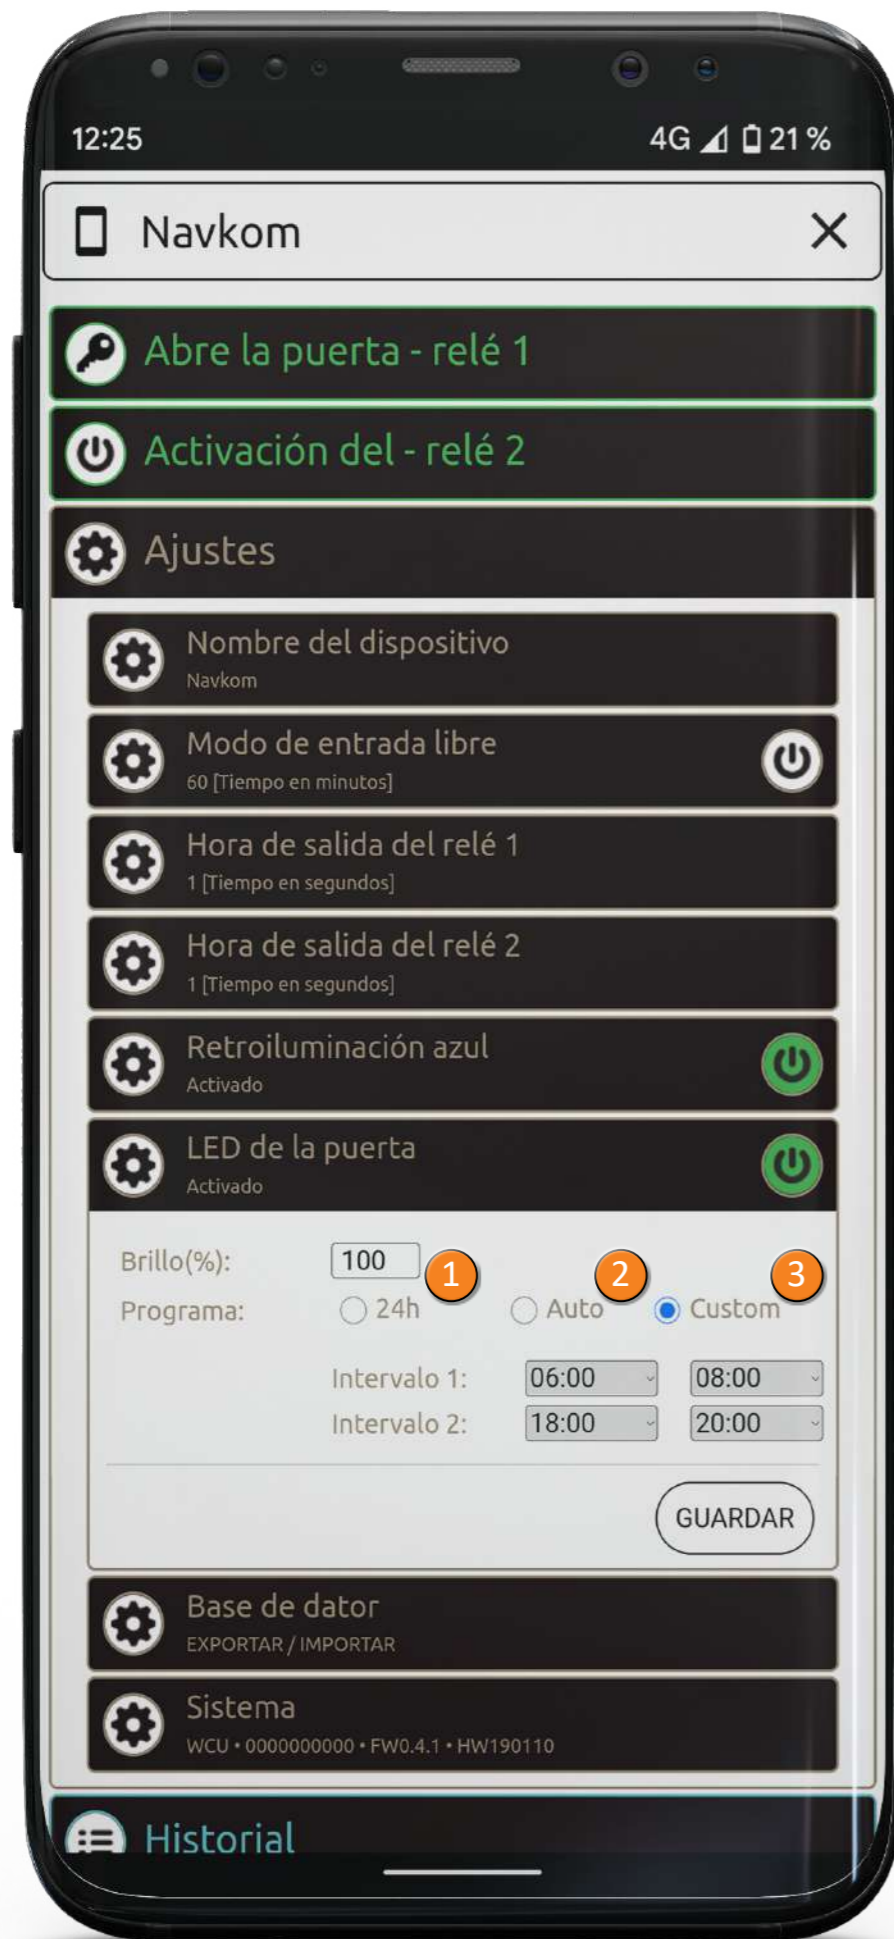 12:25 4G 21 %
Navkom
Abre la puerta - relé 1
Activación del - relé 2
Ajustes
Nombre del dispositivo
Navkom
Modo de entrada libre
60 [Tiempo en minutos]
Hora de salida del relé 1
1 [Tiempo en segundos]
Hora de salida del relé 2
1 [Tiempo en segundos]
Retroiluminación azul
Activado
LED de la puerta
Activado
Brillo(%): 100
1 2 3
Programa: 24h Auto Custom
Intervalo 1: 06:00 08:00
Intervalo 2: 18:00 20:00
GUARDAR
Base de dator
EXPORTAR / IMPORTAR
Sistema
WCU • 0000000000 • FW0.4.1 • HW190110
Historial